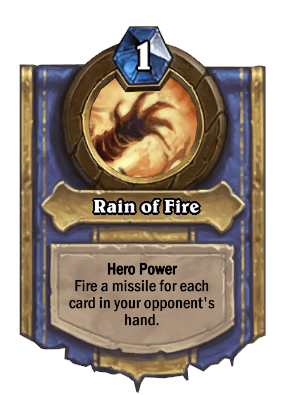 1
Rain of Fire
Hero Power
Fire a missile for each
card in your opponent's
hand.